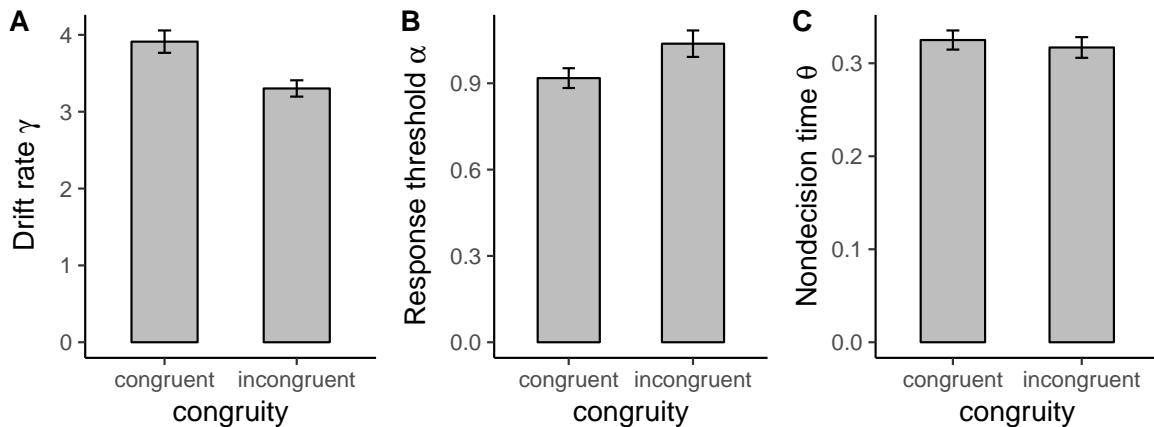 A
Drift rate γ
4
3
2
1
0
congruent incongruent
congruity
B
Response threshold α
0.9
0.6
0.3
0.0
congruent incongruent
congruity
C
Nondecision time θ
0.3
0.2
0.1
0.0
congruent incongruent
congruity